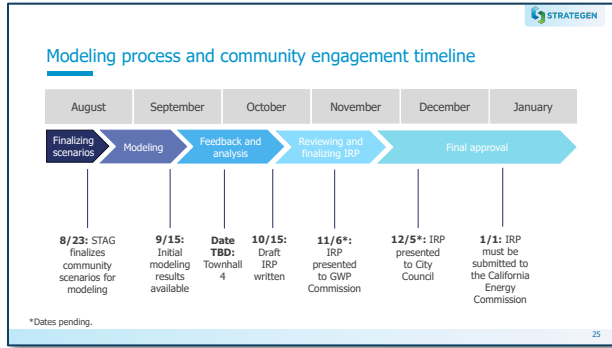 STRATEGEN
Modeling process and community engagement timeline
August
September
October
November
December
January
Finalizing
scenarios
Modeling
Feedback and
analysis
Reviewing and
finalizing IRP
Final approval
8/23: STAG
finalizes
community
scenarios for
modeling
9/15:
Initial
modeling
results
available
Date
TBD:
Townhall
4
10/15:
Draft
IRP
written
11/6*:
IRP
presented
to GWP
Commission
12/5*: IRP
presented
to City
Council
1/1: IRP
must be
submitted to
the California
Energy
Commission
*Dates pending.
25